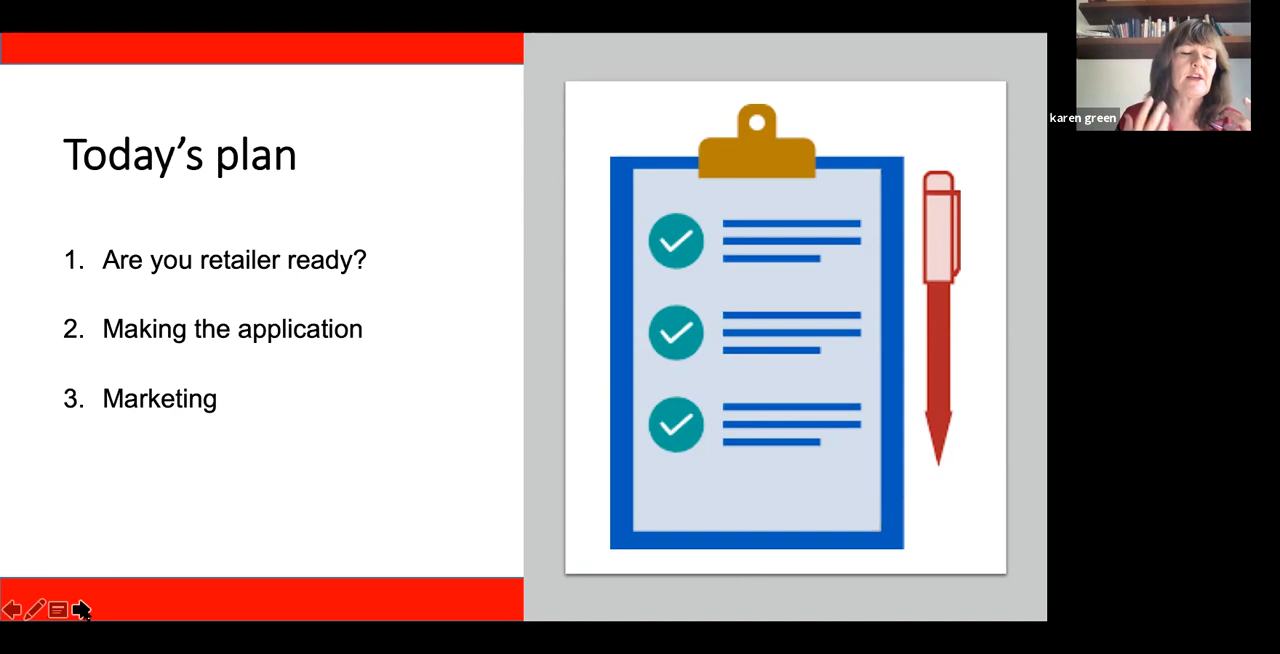 Today’s plan
1. Are you retailer ready?
2. Making the application
3. Marketing
karen green